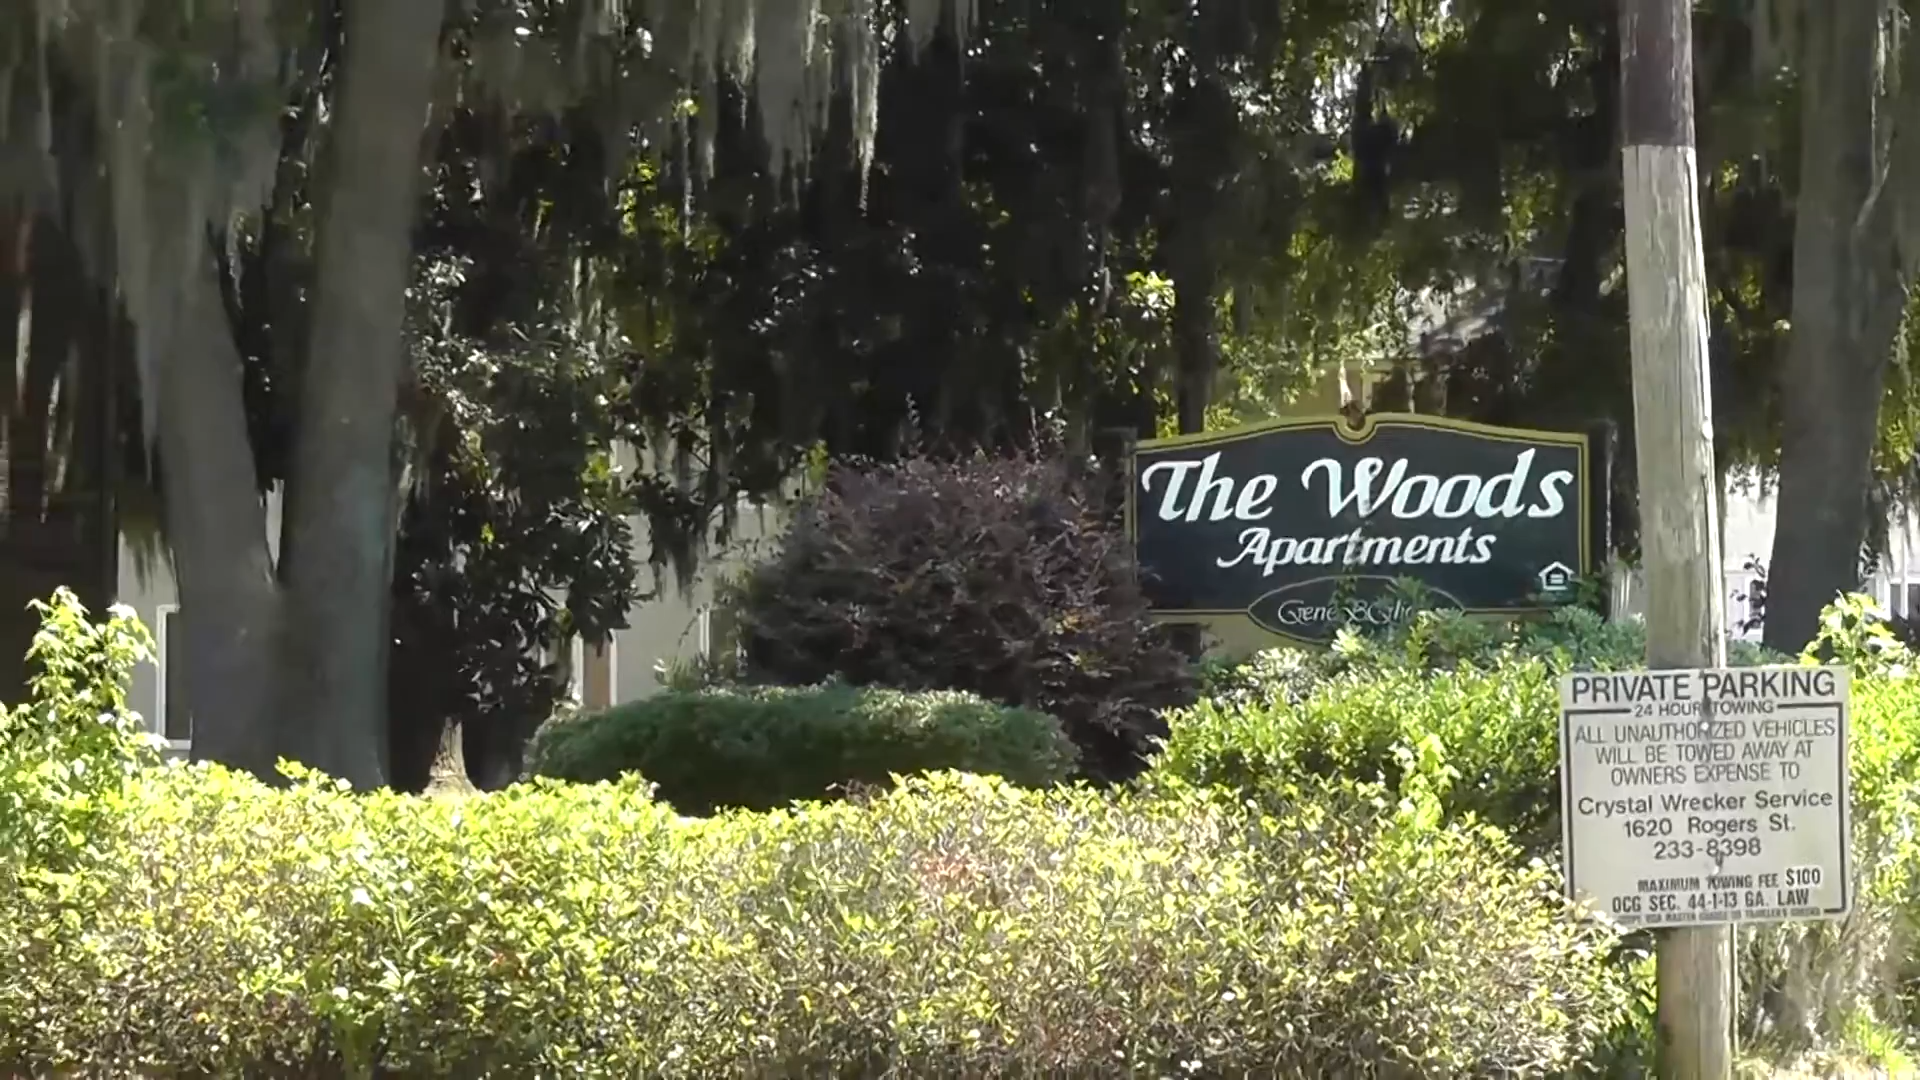 The Woods
Apartments
PRIVATE PARKING
24 HOUR TOWING
ALL UNAUTHORIZED VEHICLES
WILL BE TOWED AWAY AT
OWNERS EXPENSE TO
Crystal Wrecker Service
1620 Rogers St.
233-8398
MAXIMUM TOWING FEE $100
OCG SEC. 44-1-13 GA. LAW